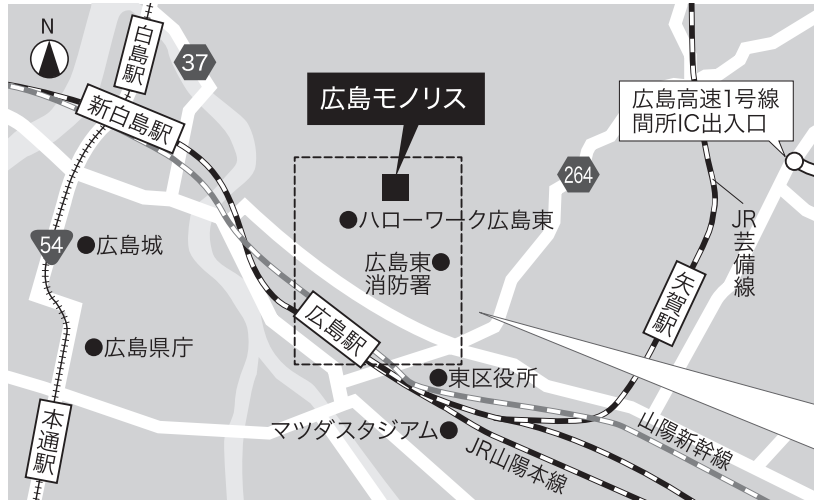 N
白島駅
37
新白島駅
広島モノリス
広島高速1号線
間所IC出入口
264
ハローワーク広島東
JR芸備線
54
広島城
広島東
消防署
矢賀駅
広島駅
広島県庁
東区役所
本通駅
マツダスタジアム
JR山陽本線
山陽新幹線